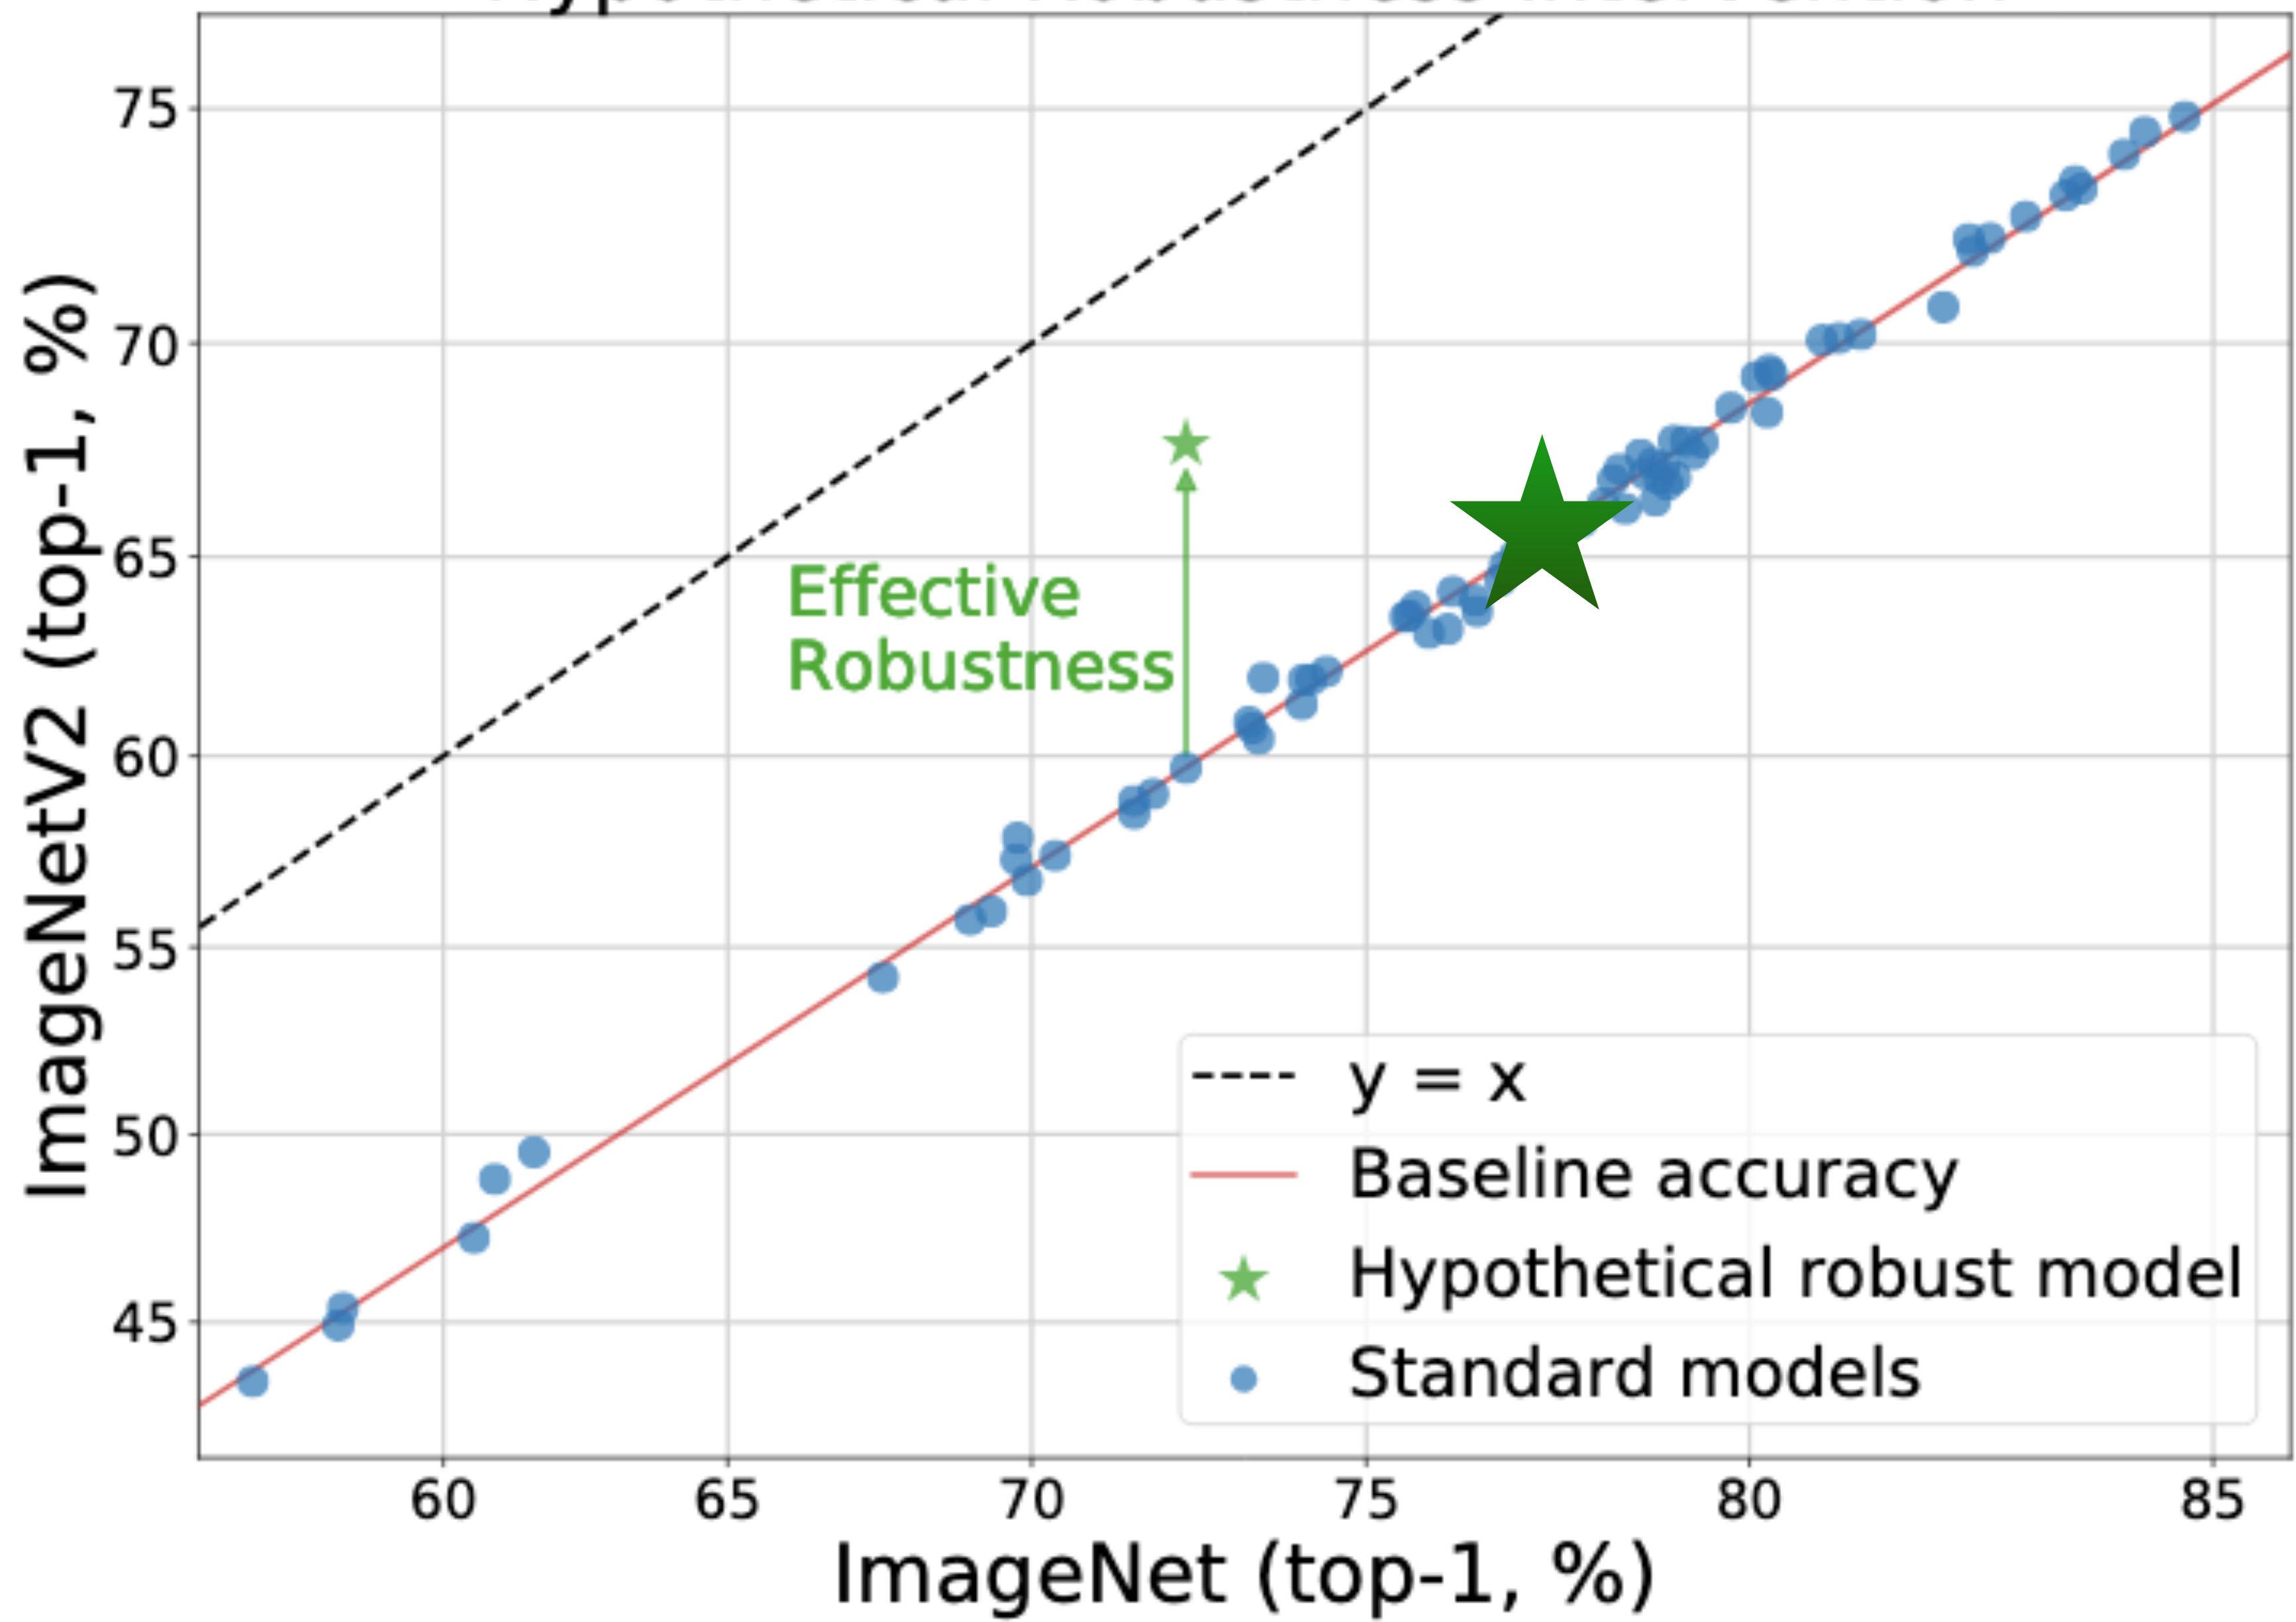 ImageNetV2 (top-1, %)
75
70
65
60
55
50
45
Effective
Robustness
y = x
Baseline accuracy
Hypothetical robust model
Standard models
60 65 70 75 80 85
ImageNet (top-1, %)